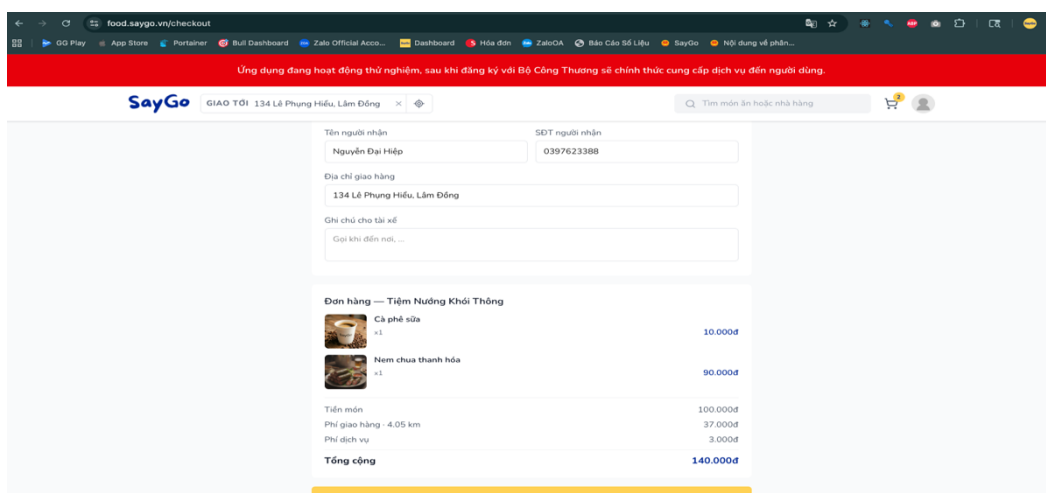 food.saygo.vn/checkout
GG Play App Store Portainer Bull Dashboard Zalo Official Acco... Dashboard Hóa đơn ZaloOA Báo Cáo Số Liệu SayGo Nội dung về phần...
Ứng dụng đang hoạt động thử nghiệm, sau khi đăng ký với Bộ Công Thương sẽ chính thức cung cấp dịch vụ đến người dùng.
SayGo GIAO TỚI 134 Lê Phụng Hiểu, Lâm Đồng × Tìm món ăn hoặc nhà hàng 2
Tên người nhận SĐT người nhận
Nguyễn Đại Hiệp 0397623388
Địa chỉ giao hàng
134 Lê Phụng Hiểu, Lâm Đồng
Ghi chú cho tài xế
Gọi khi đến nơi, ...
Đơn hàng — Tiệm Nướng Khói Thông
Cà phê sữa
x1 10.000đ
Nem chua thanh hóa
x1 90.000đ
Tiền món 100.000đ
Phí giao hàng · 4.05 km 37.000đ
Phí dịch vụ 3.000đ
Tổng cộng 140.000đ